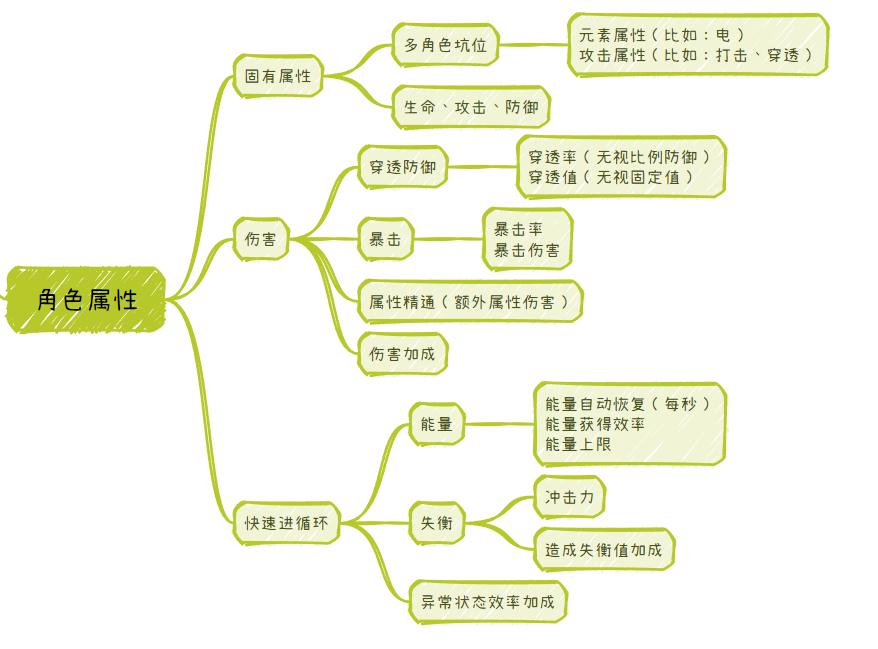 角色属性
固有属性
多角色坑位
元素属性（比如：电）
攻击属性（比如：打击、穿透）
生命、攻击、防御
伤害
穿透防御
穿透率（无视比例防御）
穿透值（无视固定值）
暴击
暴击率
暴击伤害
属性精通（额外属性伤害）
伤害加成
快速进循环
能量
能量自动恢复（每秒）
能量获得效率
能量上限
失衡
冲击力
造成失衡值加成
异常状态效率加成